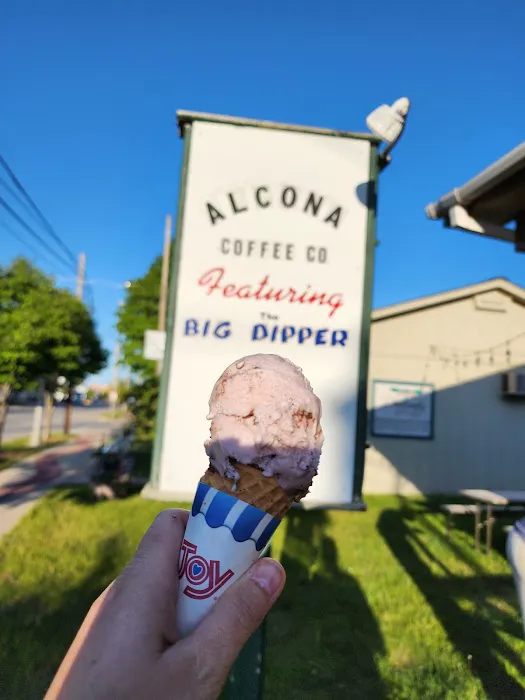 ALCONA
COFFEE CO
Featuring
The
BIG DIPPER
Joy